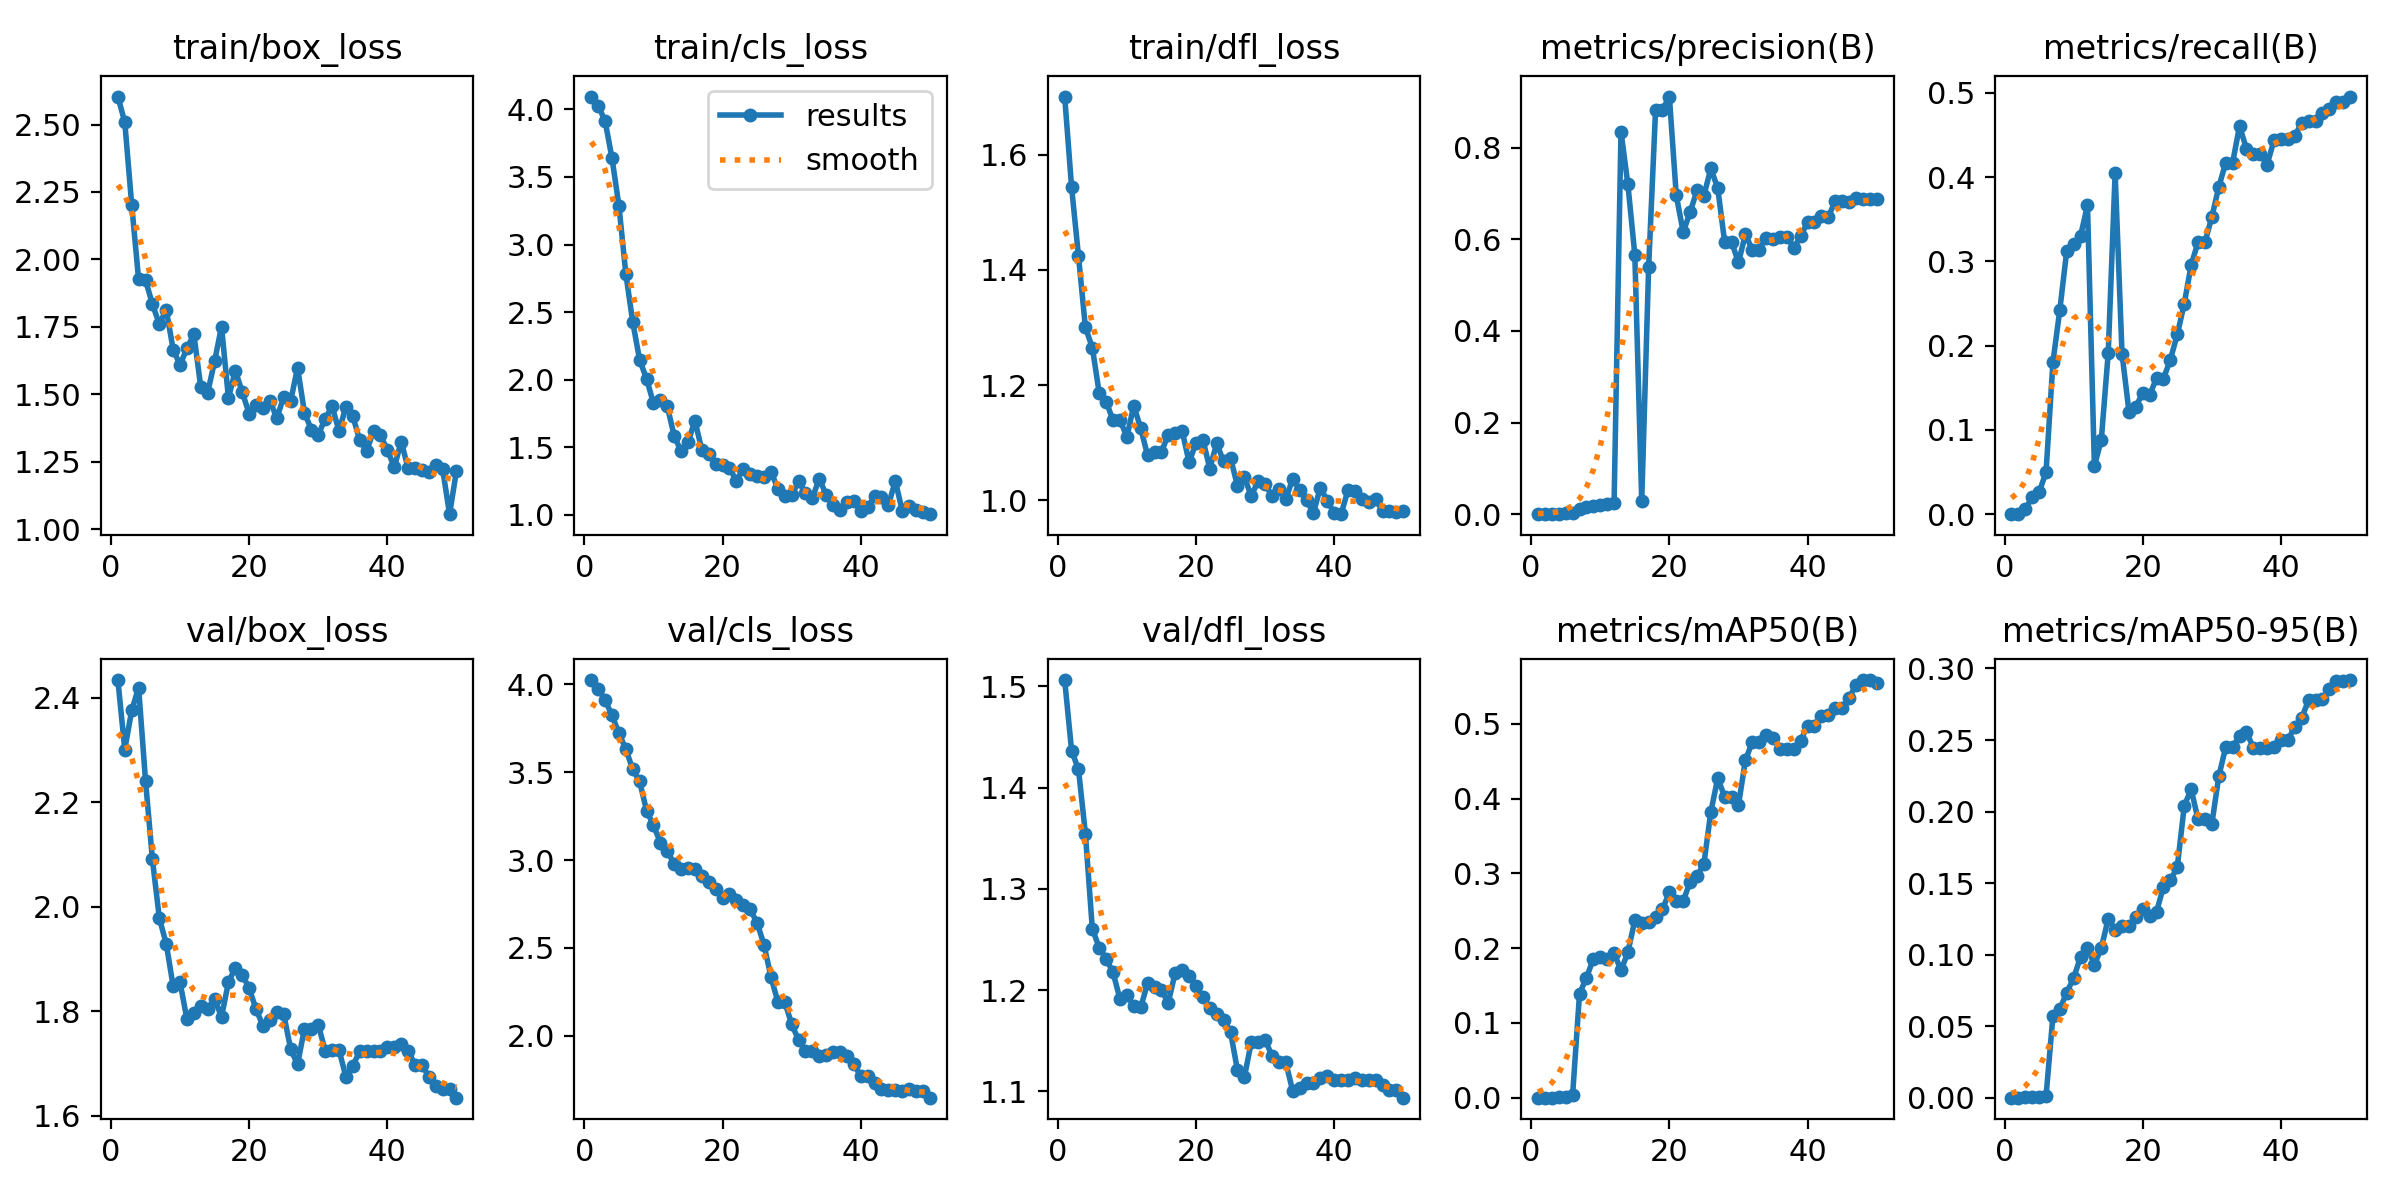 train/box_loss
2.50
2.25
2.00
1.75
1.50
1.25
1.00
0 20 40
train/cls_loss
results
smooth
4.0
3.5
3.0
2.5
2.0
1.5
1.0
0 20 40
train/dfl_loss
1.6
1.4
1.2
1.0
0 20 40
metrics/precision(B)
0.8
0.6
0.4
0.2
0.0
0 20 40
metrics/recall(B)
0.5
0.4
0.3
0.2
0.1
0.0
0 20 40
val/box_loss
2.4
2.2
2.0
1.8
1.6
0 20 40
val/cls_loss
4.0
3.5
3.0
2.5
2.0
0 20 40
val/dfl_loss
1.5
1.4
1.3
1.2
1.1
0 20 40
metrics/mAP50(B)
0.5
0.4
0.3
0.2
0.1
0.0
0 20 40
metrics/mAP50-95(B)
0.30
0.25
0.20
0.15
0.10
0.05
0.00
0 20 40